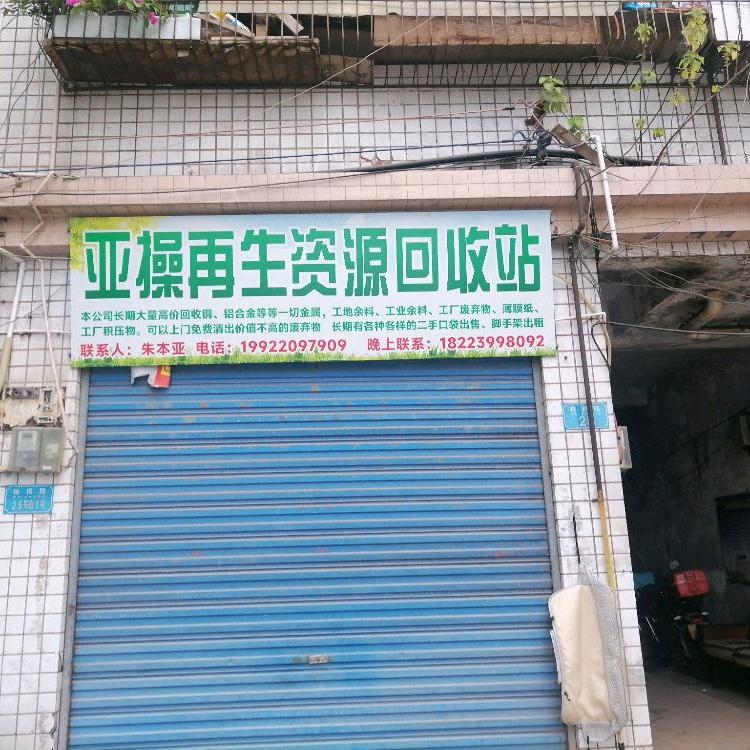 亚操再生资源回收站
本公司长期大量高价回收铜、铝合金等等一切金属，工地余料、工业余料、工厂废弃物、薄膜纸、
工厂积压物。可以上门免费清出价值不高的废弃物 长期有各种各样的二手口袋出售、脚手架出租
联系人：朱本亚 电话：19922097909 晚上联系：18223998092